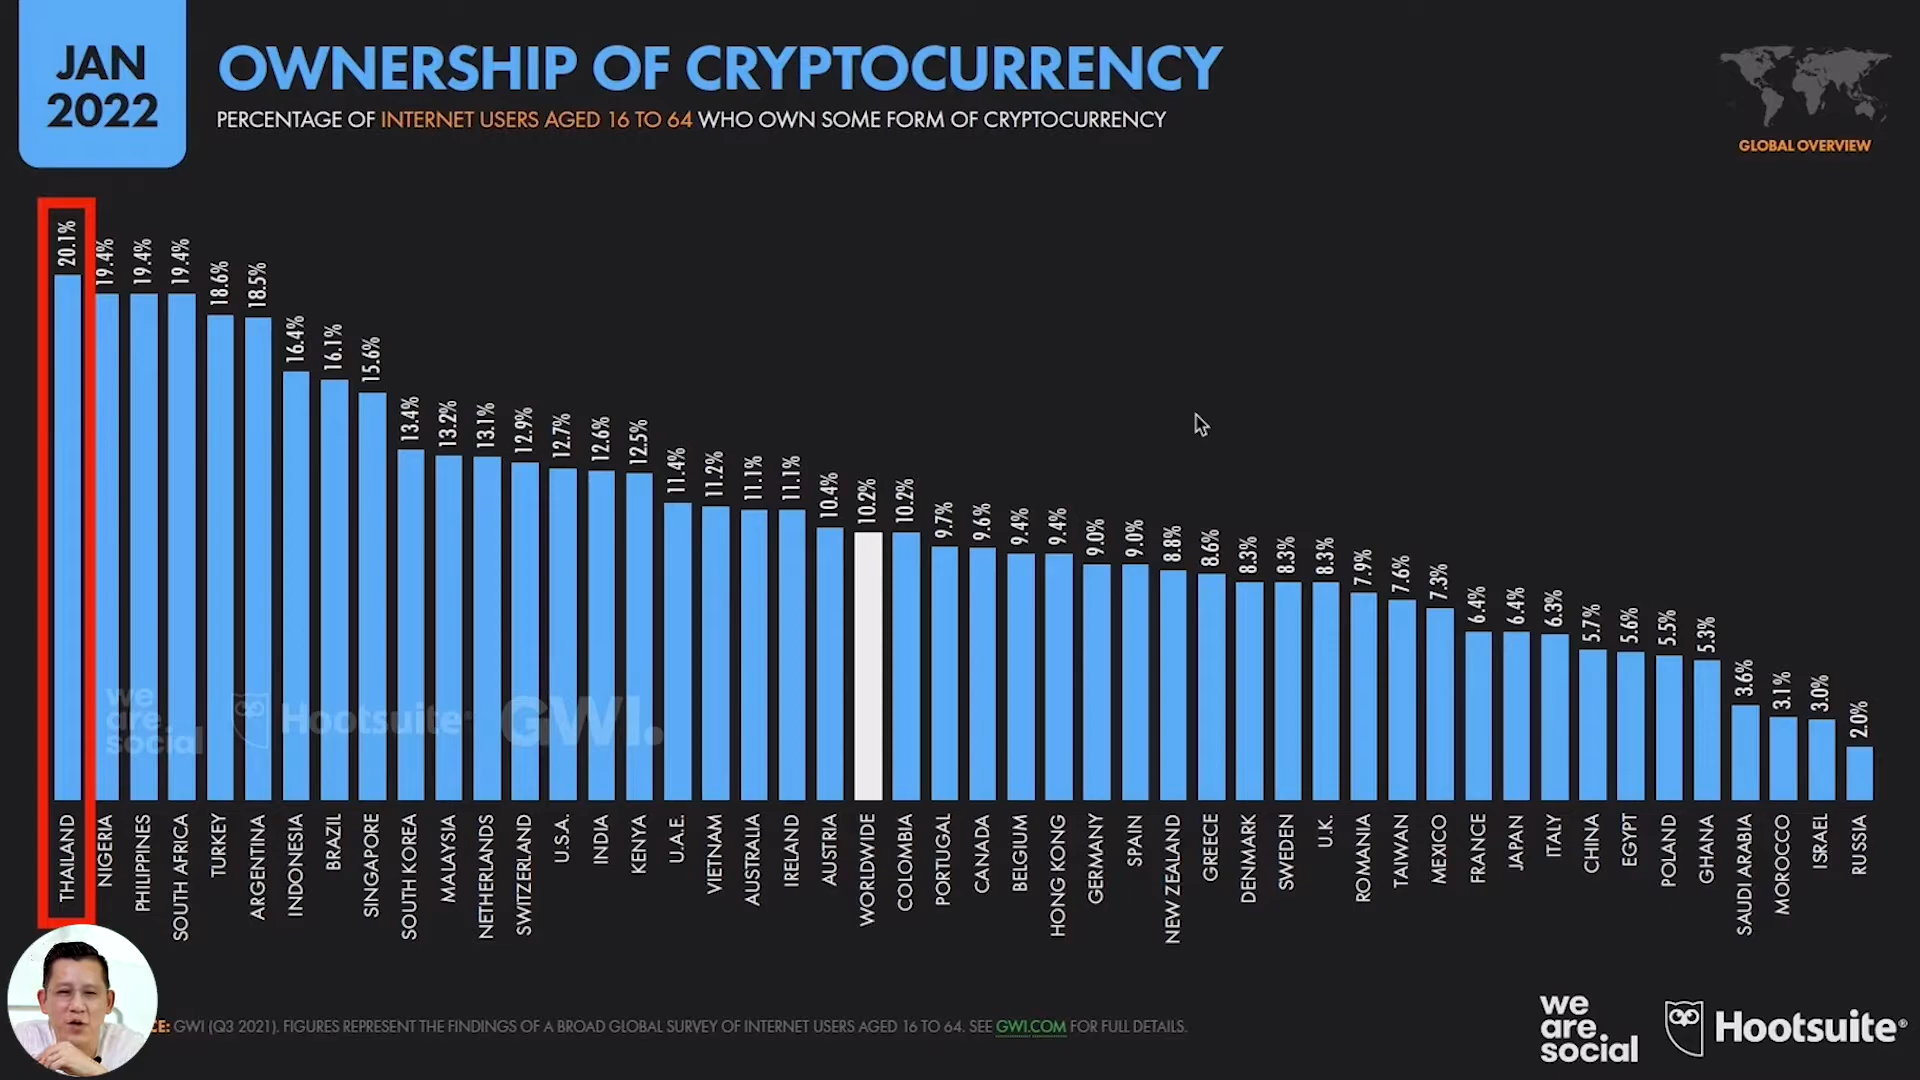 JAN
2022
OWNERSHIP OF CRYPTOCURRENCY
PERCENTAGE OF INTERNET USERS AGED 16 TO 64 WHO OWN SOME FORM OF CRYPTOCURRENCY
GLOBAL OVERVIEW
20.1%
19.4%
19.4%
19.4%
18.6%
18.5%
16.4%
16.1%
15.6%
13.4%
13.2%
13.1%
12.9%
12.7%
12.6%
12.5%
11.4%
11.2%
11.1%
11.1%
10.4%
10.2%
10.2%
9.7%
9.6%
9.4%
9.4%
9.0%
9.0%
8.8%
8.6%
8.3%
8.3%
8.3%
7.9%
7.6%
7.3%
6.4%
6.4%
6.3%
5.7%
5.6%
5.5%
5.3%
3.6%
3.1%
3.0%
2.0%
we
are
social
Hootsuite
GWI.
THAILAND
NIGERIA
PHILIPPINES
SOUTH AFRICA
TURKEY
ARGENTINA
INDONESIA
BRAZIL
SINGAPORE
SOUTH KOREA
MALAYSIA
NETHERLANDS
SWITZERLAND
U.S.A.
INDIA
KENYA
U.A.E.
VIETNAM
AUSTRALIA
IRELAND
AUSTRIA
WORLDWIDE
COLOMBIA
PORTUGAL
CANADA
BELGIUM
HONG KONG
GERMANY
SPAIN
NEW ZEALAND
GREECE
DENMARK
SWEDEN
U.K.
ROMANIA
TAIWAN
MEXICO
FRANCE
JAPAN
ITALY
CHINA
EGYPT
POLAND
GHANA
SAUDI ARABIA
MOROCCO
ISRAEL
RUSSIA
CE: GWI (Q3 2021). FIGURES REPRESENT THE FINDINGS OF A BROAD GLOBAL SURVEY OF INTERNET USERS AGED 16 TO 64. SEE GWI.COM FOR FULL DETAILS.
we
are
social
Hootsuite®